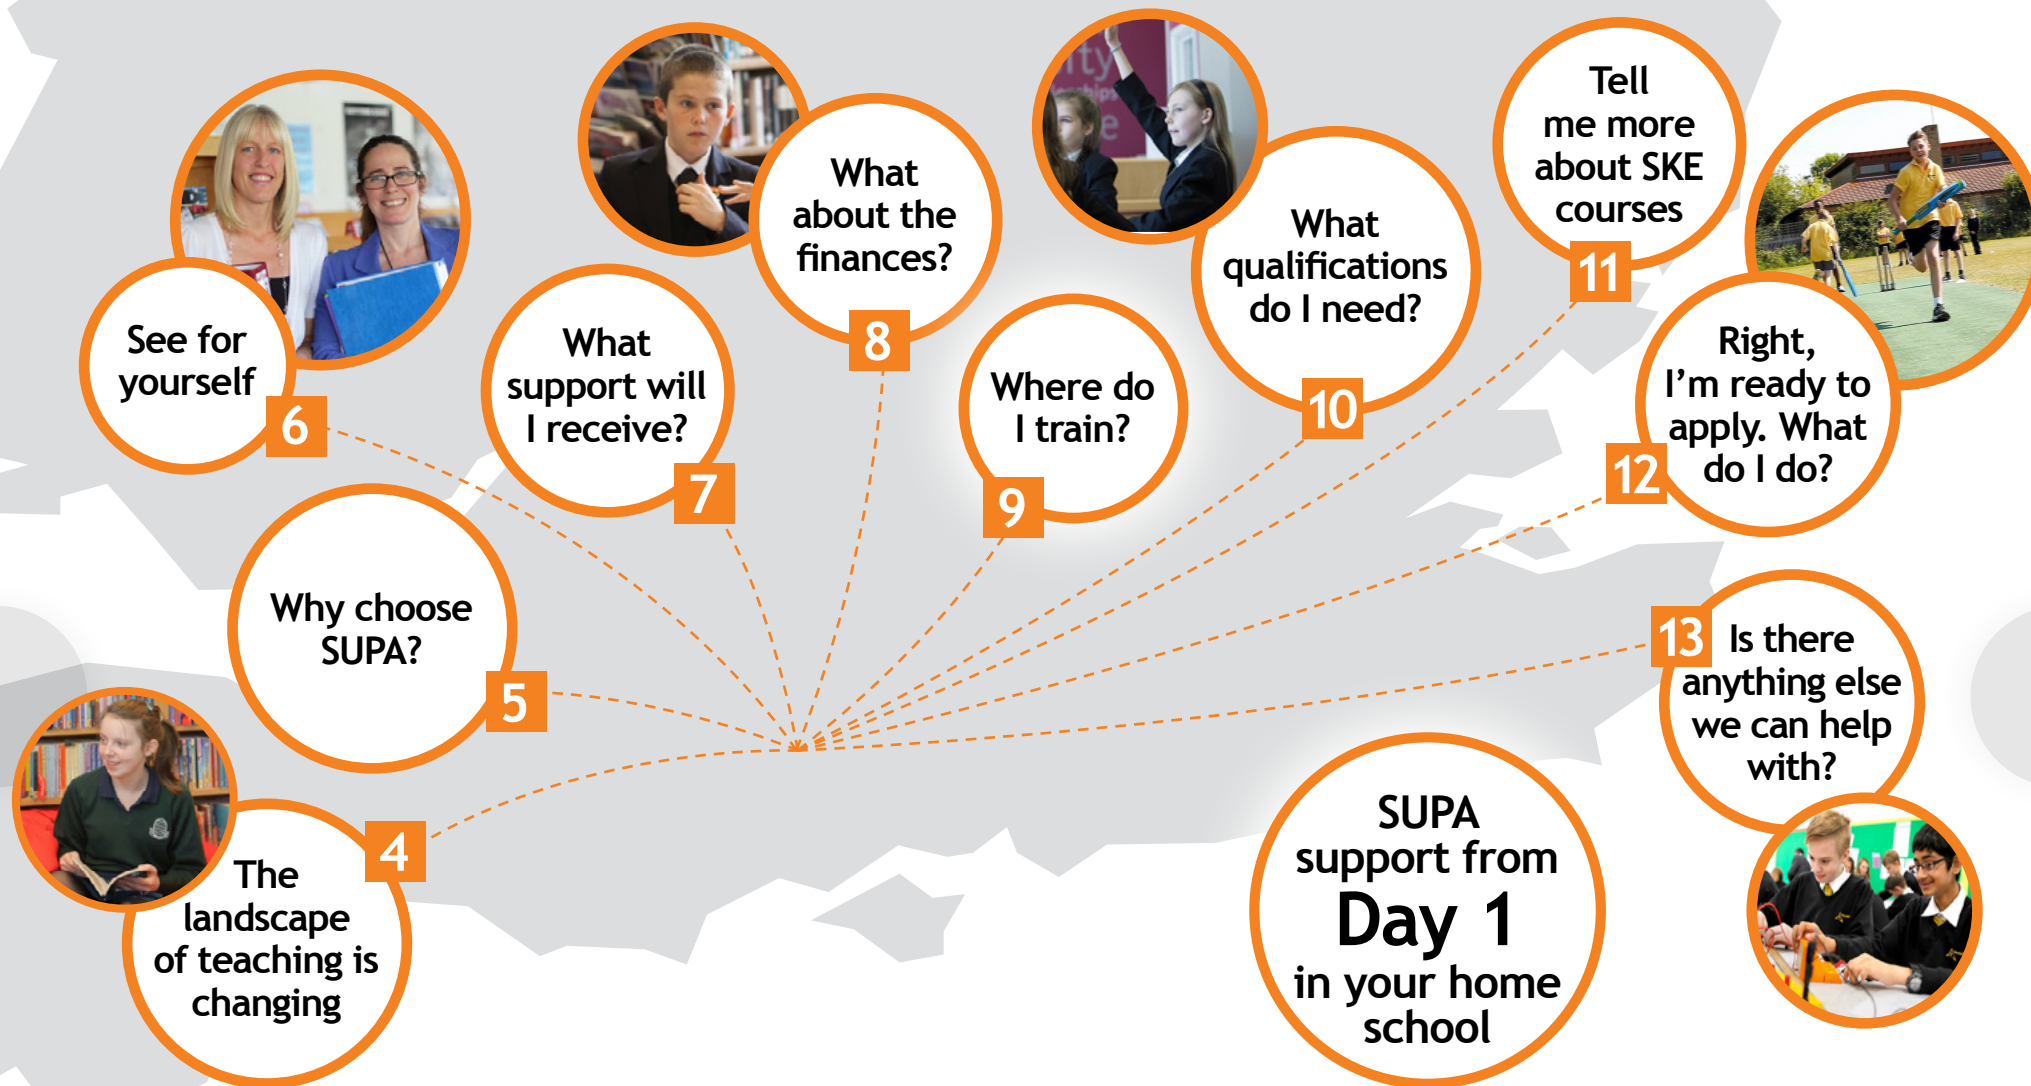 The
landscape
of teaching is
changing
4
Why choose
SUPA?
5
See for
yourself
6
What
support will
I receive?
7
What
about the
finances?
8
Where do
I train?
9
What
qualifications
do I need?
10
Tell
me more
about SKE
courses
11
Right,
I’m ready to
apply. What
do I do?
12
13
Is there
anything else
we can help
with?
SUPA
support from
Day 1
in your home
school